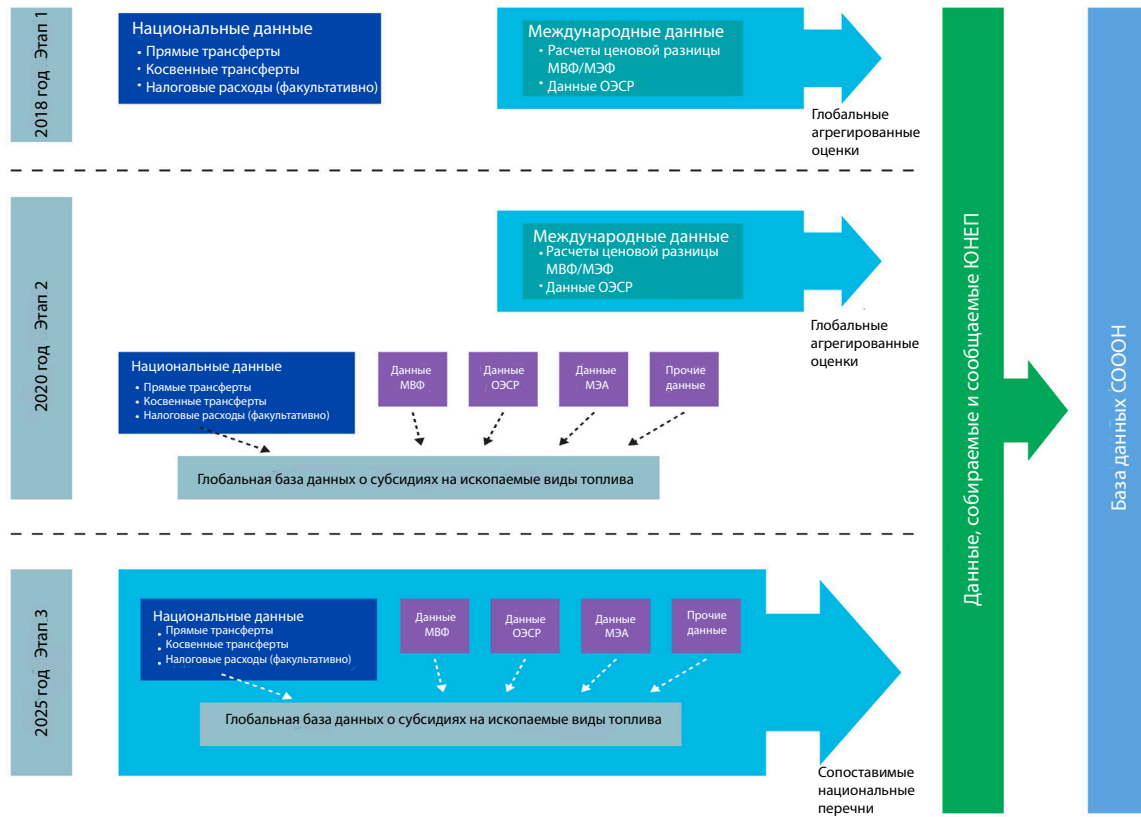 2018 год Этап 1
Национальные данные
• Прямые трансферты
• Косвенные трансферты
• Налоговые расходы (факультативно)
Международные данные
• Расчеты ценовой разницы
МВФ/МЭФ
• Данные ОЭСР
Глобальные
агрегированные
оценки
2020 год Этап 2
Международные данные
• Расчеты ценовой разницы
МВФ/МЭФ
• Данные ОЭСР
Глобальные
агрегированные
оценки
Национальные данные
• Прямые трансферты
• Косвенные трансферты
• Налоговые расходы (факультативно)
Данные
МВФ
Данные
ОЭСР
Данные
МЭА
Прочие
данные
Глобальная база данных о субсидиях на ископаемые виды топлива
2025 год Этап 3
Национальные данные
• Прямые трансферты
• Косвенные трансферты
• Налоговые расходы (факультативно)
Данные
МВФ
Данные
ОЭСР
Данные
МЭА
Прочие
данные
Глобальная база данных о субсидиях на ископаемые виды топлива
Сопоставимые
национальные
перечни
Данные, собираемые и сообщаемые ЮНЕП
База данных СОООН